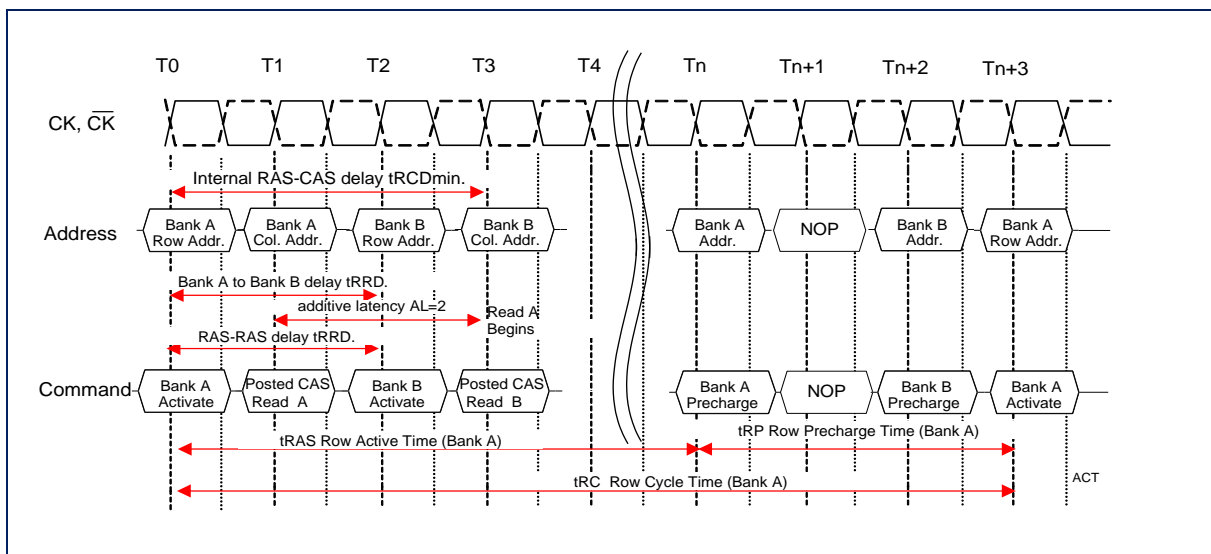 T0 T1 T2 T3 T4 Tn Tn+1 Tn+2 Tn+3
CK, C̅K̅
Internal RAS-CAS delay tRCDmin.
Address
Bank A
Row Addr.
Bank A
Col. Addr.
Bank B
Row Addr.
Bank B
Col. Addr.
Bank A
Addr.
NOP
Bank B
Addr.
Bank A
Row Addr.
Bank A to Bank B delay tRRD.
additive latency AL=2
Read A
Begins
RAS-RAS delay tRRD.
Command
Bank A
Activate
Posted CAS
Read A
Bank B
Activate
Posted CAS
Read B
Bank A
Precharge
NOP
Bank B
Precharge
Bank A
Activate
tRAS Row Active Time (Bank A)
tRP Row Precharge Time (Bank A)
tRC Row Cycle Time (Bank A)
ACT